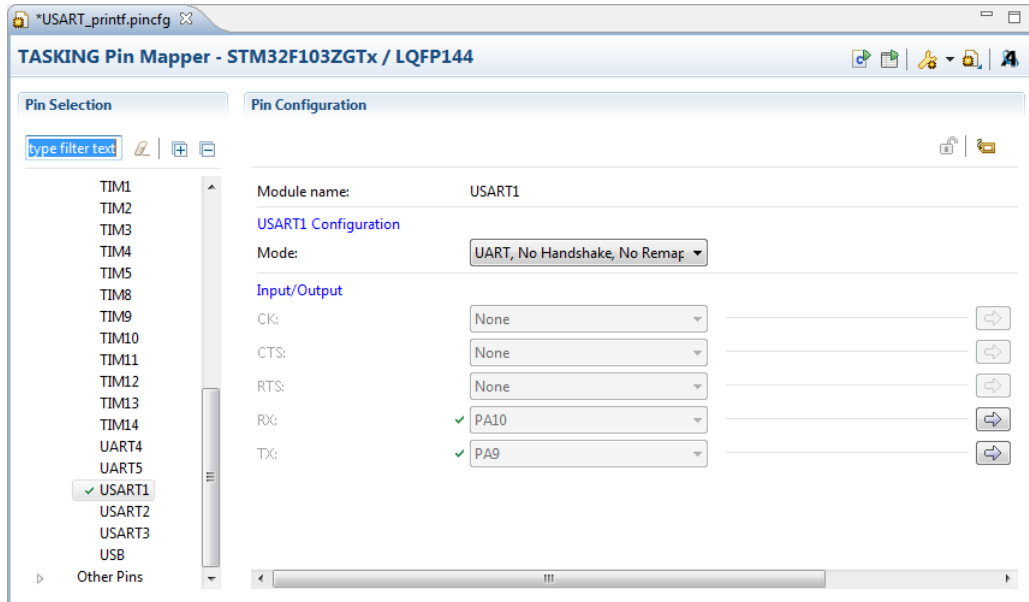 *USART_printf.pincfg
TASKING Pin Mapper - STM32F103ZGTx / LQFP144
Pin Selection
type filter text
TIM1
TIM2
TIM3
TIM4
TIM5
TIM8
TIM9
TIM10
TIM11
TIM12
TIM13
TIM14
UART4
UART5
USART1
USART2
USART3
USB
Other Pins
Pin Configuration
Module name: USART1
USART1 Configuration
Mode: UART, No Handshake, No Remap
Input/Output
CK: None
CTS: None
RTS: None
RX: PA10
TX: PA9